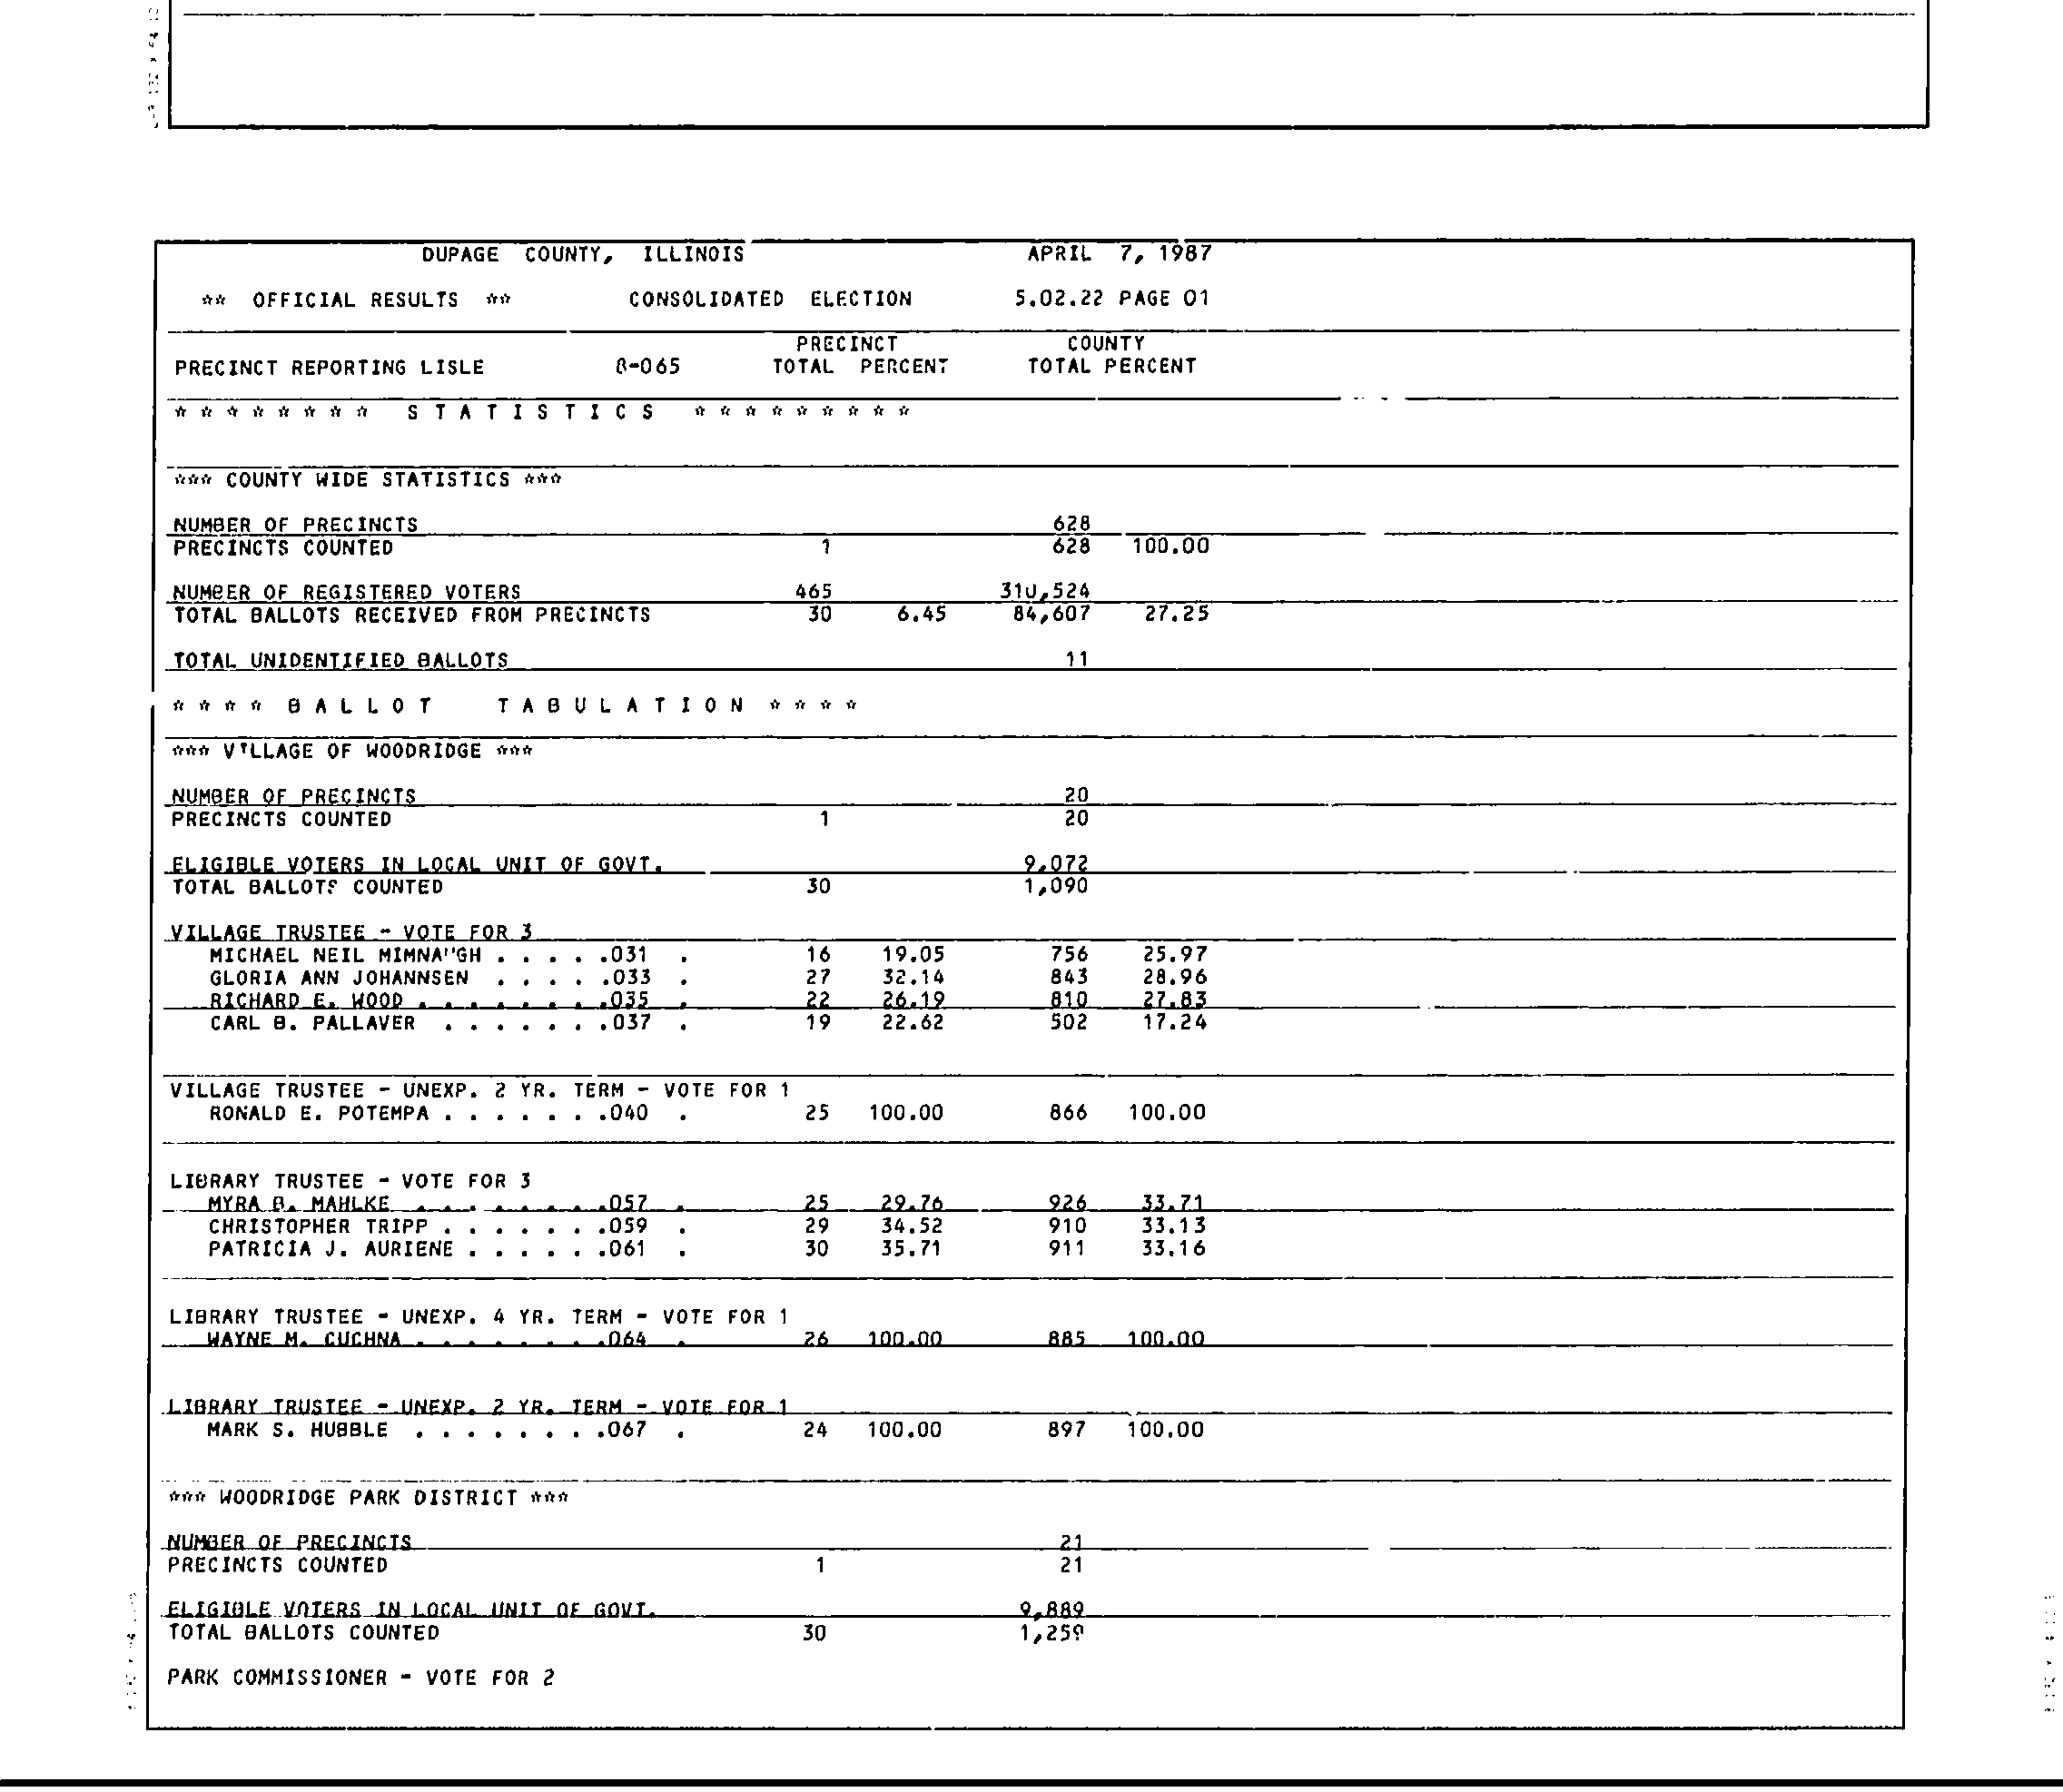 DUPAGE COUNTY, ILLINOIS APRIL 7, 1987
** OFFICIAL RESULTS ** CONSOLIDATED ELECTION 5.02.22 PAGE 01
PRECINCT COUNTY
PRECINCT REPORTING LISLE 8-065 TOTAL PERCENT TOTAL PERCENT
* * * * * * * * S T A T I S T I C S * * * * * * * * *
*** COUNTY WIDE STATISTICS ***
NUMBER OF PRECINCTS 628
PRECINCTS COUNTED 1 628 100.00
NUMBER OF REGISTERED VOTERS 465 310,524
TOTAL BALLOTS RECEIVED FROM PRECINCTS 30 6.45 84,607 27.25
TOTAL UNIDENTIFIED BALLOTS 11
* * * * B A L L O T T A B U L A T I O N * * * *
*** VILLAGE OF WOODRIDGE ***
NUMBER OF PRECINCTS 20
PRECINCTS COUNTED 1 20
ELIGIBLE VOTERS IN LOCAL UNIT OF GOVT. 9,072
TOTAL BALLOTS COUNTED 30 1,090
VILLAGE TRUSTEE - VOTE FOR 3
MICHAEL NEIL MIMNAUGH . . . . .031 . 16 19.05 756 25.97
GLORIA ANN JOHANNSEN . . . . .033 . 27 32.14 843 28.96
RICHARD E. WOOD . . . . . . . .035 . 22 26.19 810 27.83
CARL B. PALLAVER . . . . . . .037 . 19 22.62 502 17.24
VILLAGE TRUSTEE - UNEXP. 2 YR. TERM - VOTE FOR 1
RONALD E. POTEMPA . . . . . . .040 . 25 100.00 866 100.00
LIBRARY TRUSTEE - VOTE FOR 3
MYRA B. MAHLKE . . . . . . . .057 . 25 29.76 926 33.71
CHRISTOPHER TRIPP . . . . . . .059 . 29 34.52 910 33.13
PATRICIA J. AURIENE . . . . . .061 . 30 35.71 911 33.16
LIBRARY TRUSTEE - UNEXP. 4 YR. TERM - VOTE FOR 1
WAYNE M. CUCHNA . . . . . . . .064 . 26 100.00 885 100.00
LIBRARY TRUSTEE - UNEXP. 2 YR. TERM - VOTE FOR 1
MARK S. HUBBLE . . . . . . . .067 . 24 100.00 897 100.00
*** WOODRIDGE PARK DISTRICT ***
NUMBER OF PRECINCTS 21
PRECINCTS COUNTED 1 21
ELIGIBLE VOTERS IN LOCAL UNIT OF GOVT. 9,889
TOTAL BALLOTS COUNTED 30 1,259
PARK COMMISSIONER - VOTE FOR 2